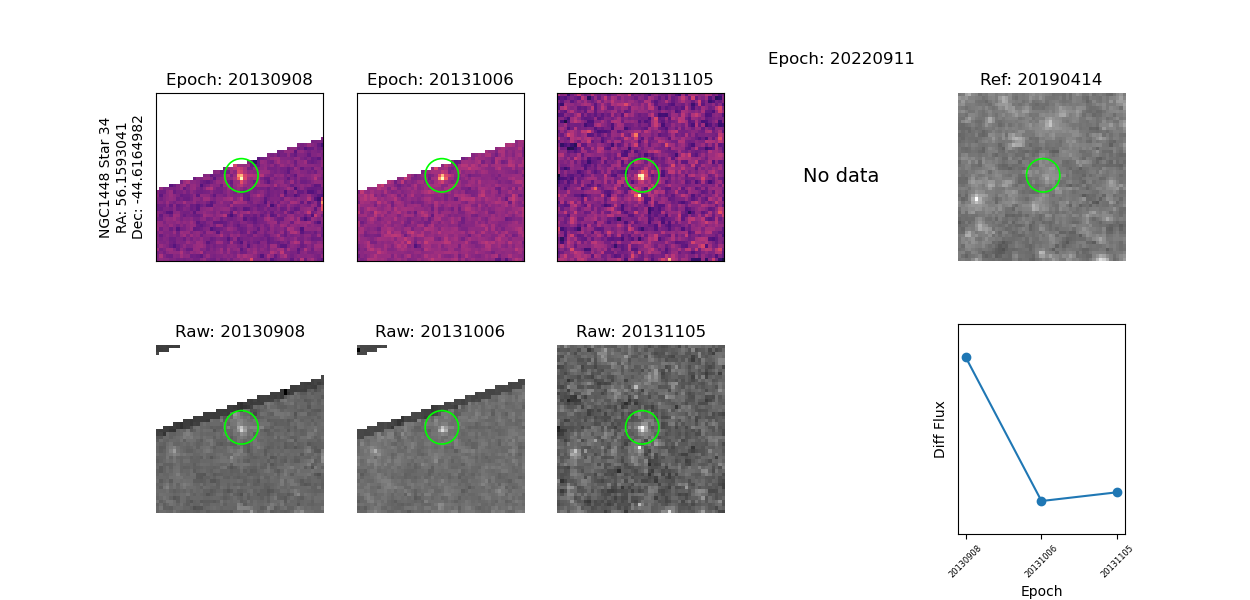 NGC1448 Star 34
RA: 56.1593041
Dec: -44.6164982
Epoch: 20130908
Epoch: 20131006
Epoch: 20131105
Epoch: 20220911
No data
Ref: 20190414
Raw: 20130908
Raw: 20131006
Raw: 20131105
Diff Flux
20130908
20131006
20131105
Epoch